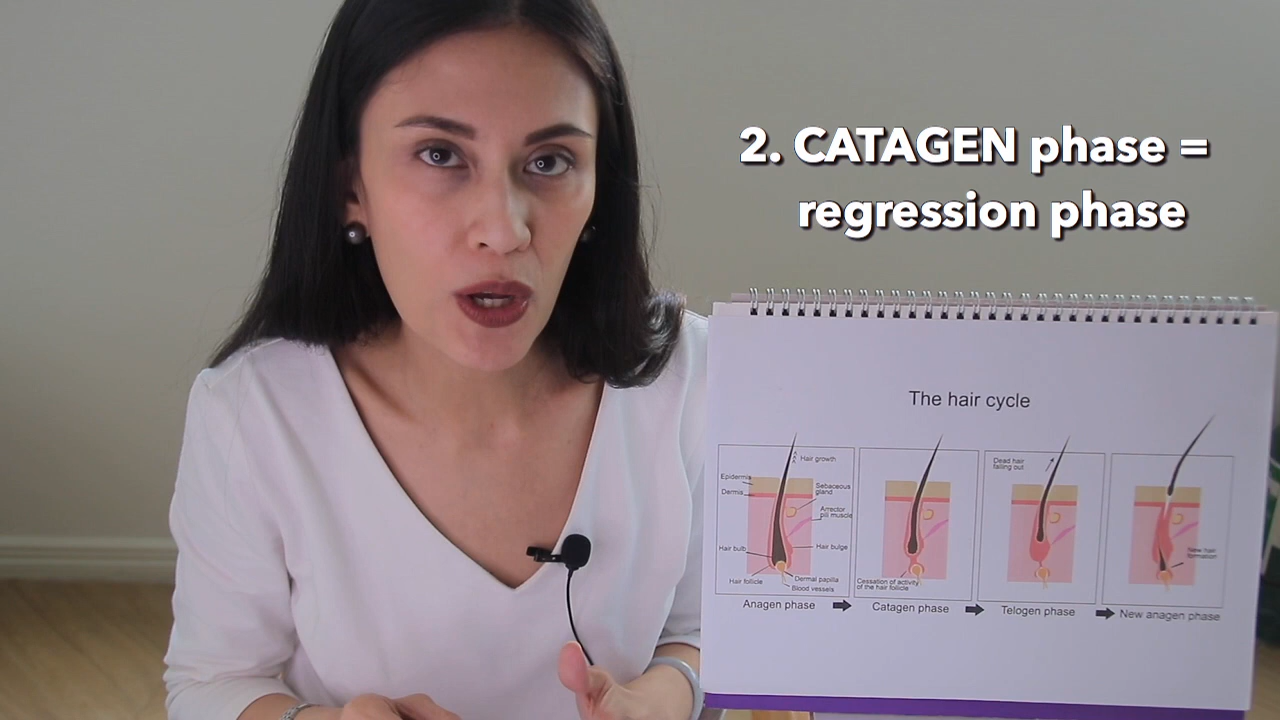 2. CATAGEN phase =
regression phase
The hair cycle
Hair growth
Epidermis
Dermis
Sebaceous
gland
Arrector
pili muscle
Hair bulb
Hair bulge
Hair follicle
Dermal papilla
Blood vessels
Anagen phase
Cessation of activity
of the hair follicle
Catagen phase
Dead hair
falling out
Telogen phase
New hair
formation
New anagen phase